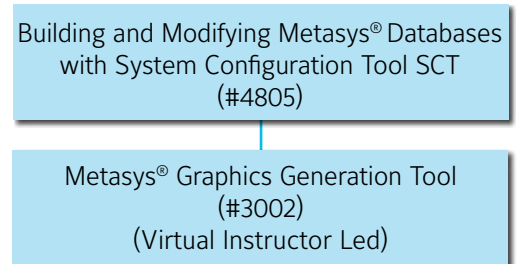 Building and Modifying Metasys® Databases
with System Configuration Tool SCT
(#4805)
Metasys® Graphics Generation Tool
(#3002)
(Virtual Instructor Led)